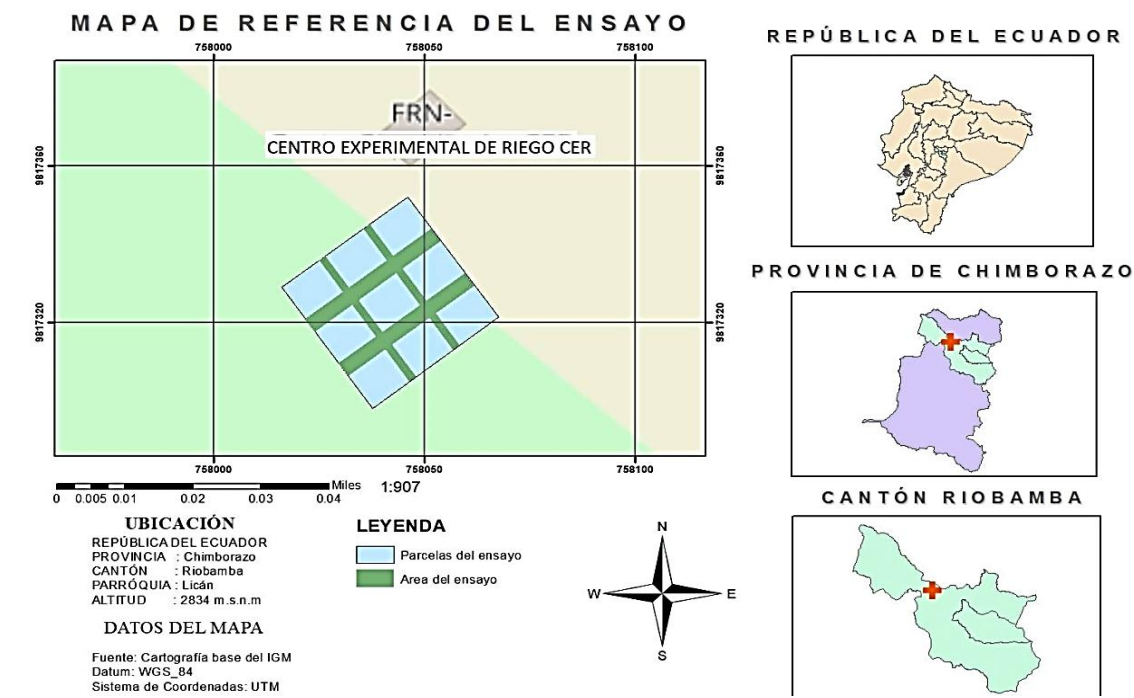 MAPA DE REFERENCIA DEL ENSAYO
758000 758050 758100
FRN-
CENTRO EXPERIMENTAL DE RIEGO CER
9817360 9817360
9817320 9817320
758000 758050 758100
Miles 1:907
0 0.005 0.01 0.02 0.03 0.04
UBICACIÓN
REPÚBLICA DEL ECUADOR
PROVINCIA : Chimborazo
CANTÓN : Riobamba
PARRÓQUIA : Licán
ALTITUD : 2834 m.s.n.m
DATOS DEL MAPA
Fuente: Cartografía base del IGM
Datum: WGS_84
Sistema de Coordenadas: UTM
LEYENDA
Parcelas del ensayo
Area del ensayo
N
W E
S
REPÚBLICA DEL ECUADOR
PROVINCIA DE CHIMBORAZO
CANTÓN RIOBAMBA